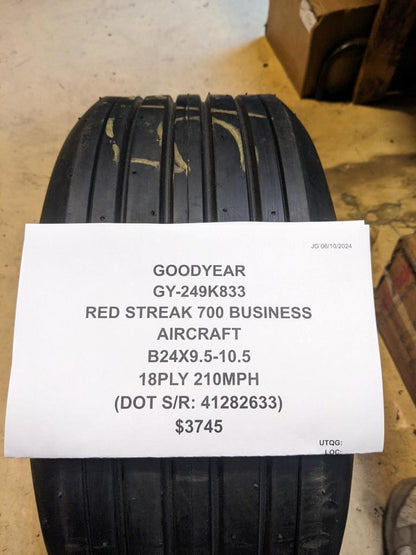 JG 06/10/2024
GOODYEAR
GY-249K833
RED STREAK 700 BUSINESS
AIRCRAFT
B24X9.5-10.5
18PLY 210MPH
(DOT S/R: 41282633)
$3745
UTQG:
LOC: